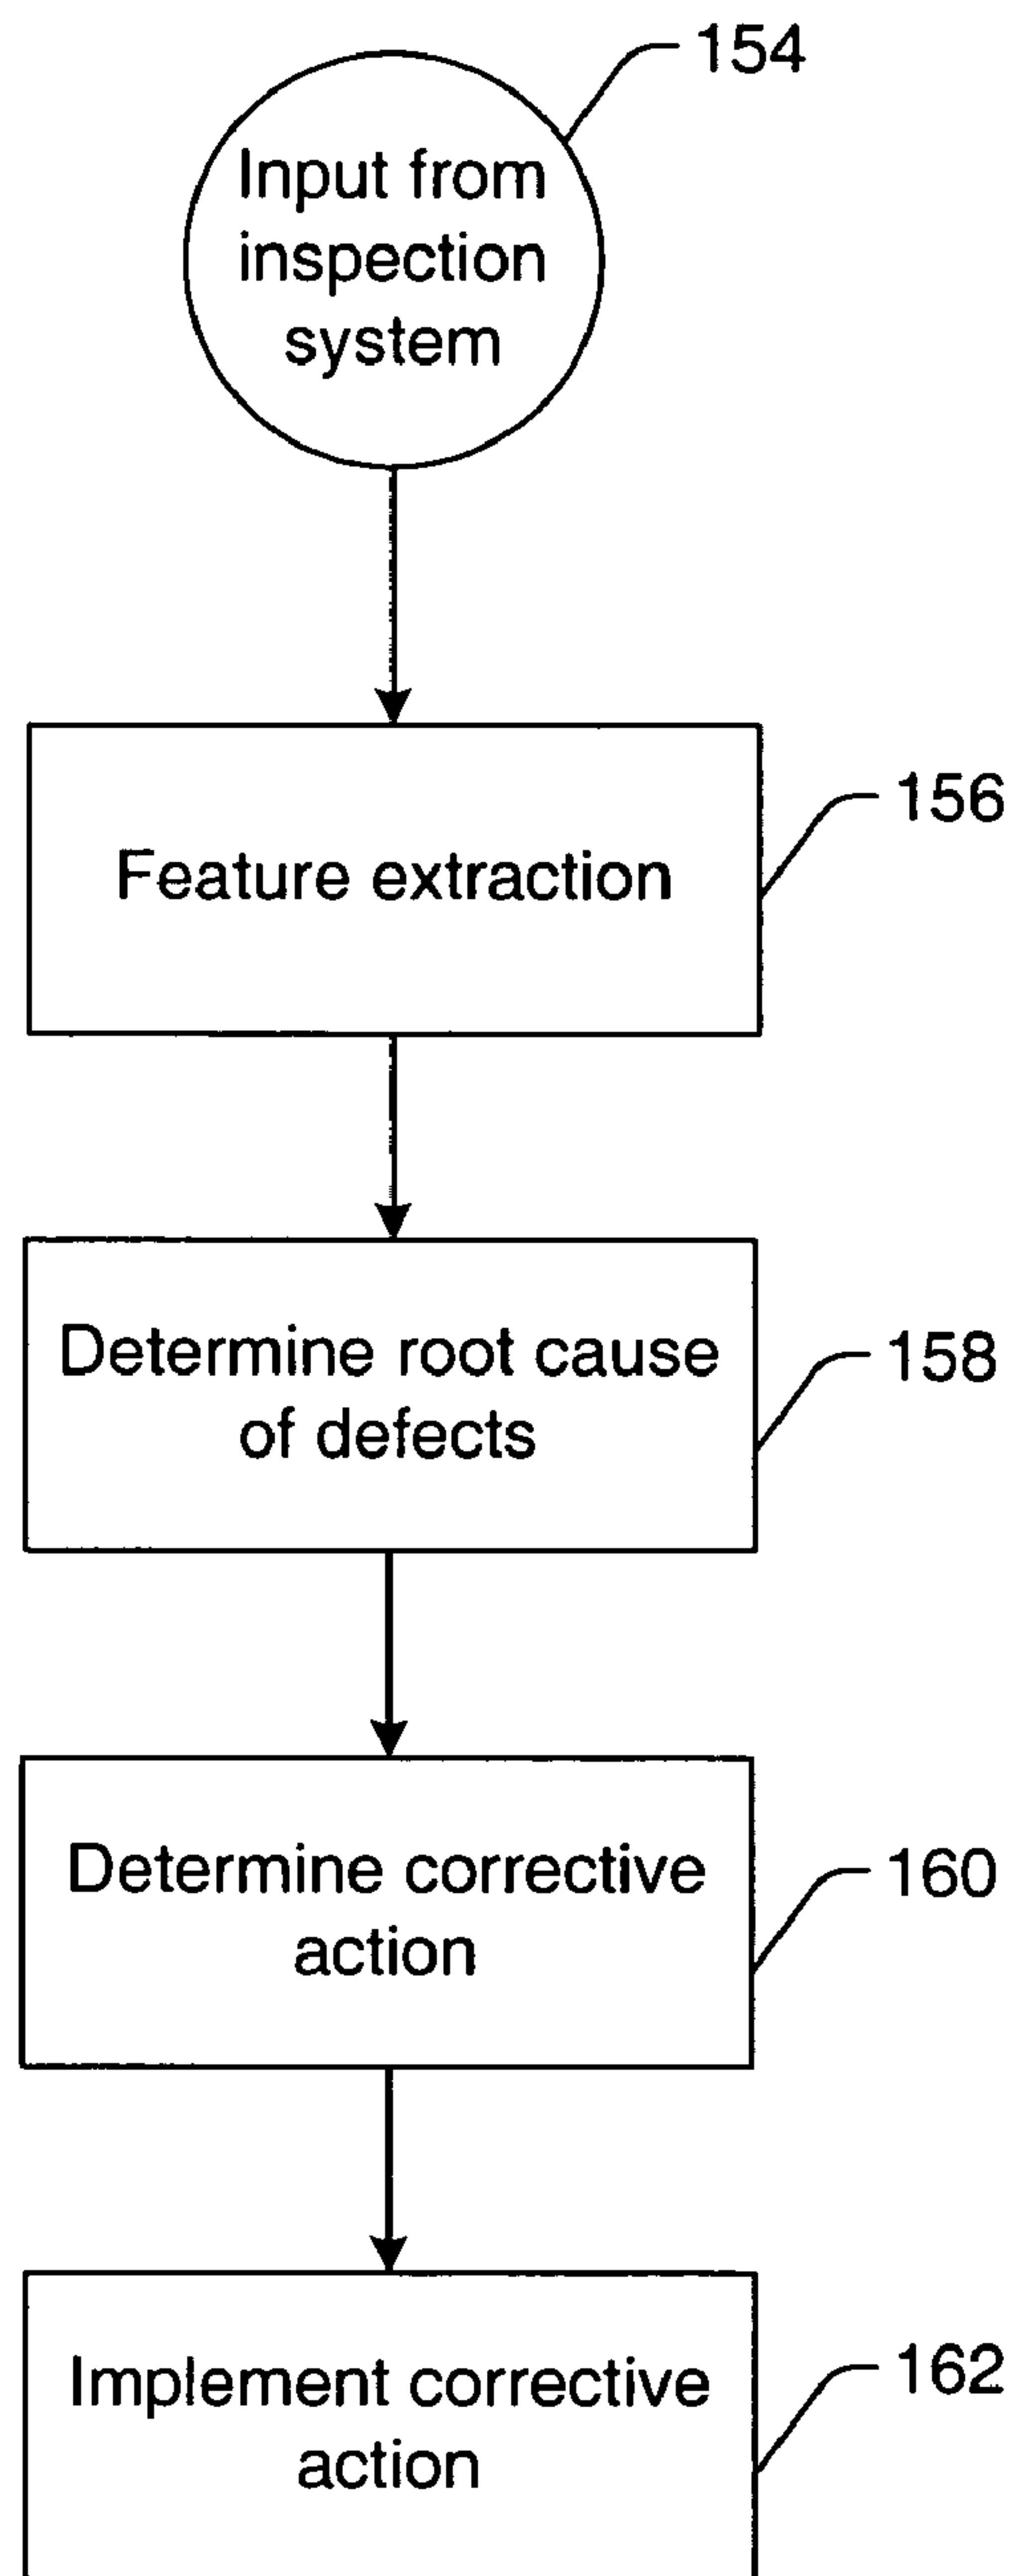 154
Input from
inspection
system
156
Feature extraction
158
Determine root cause
of defects
160
Determine corrective
action
162
Implement corrective
action